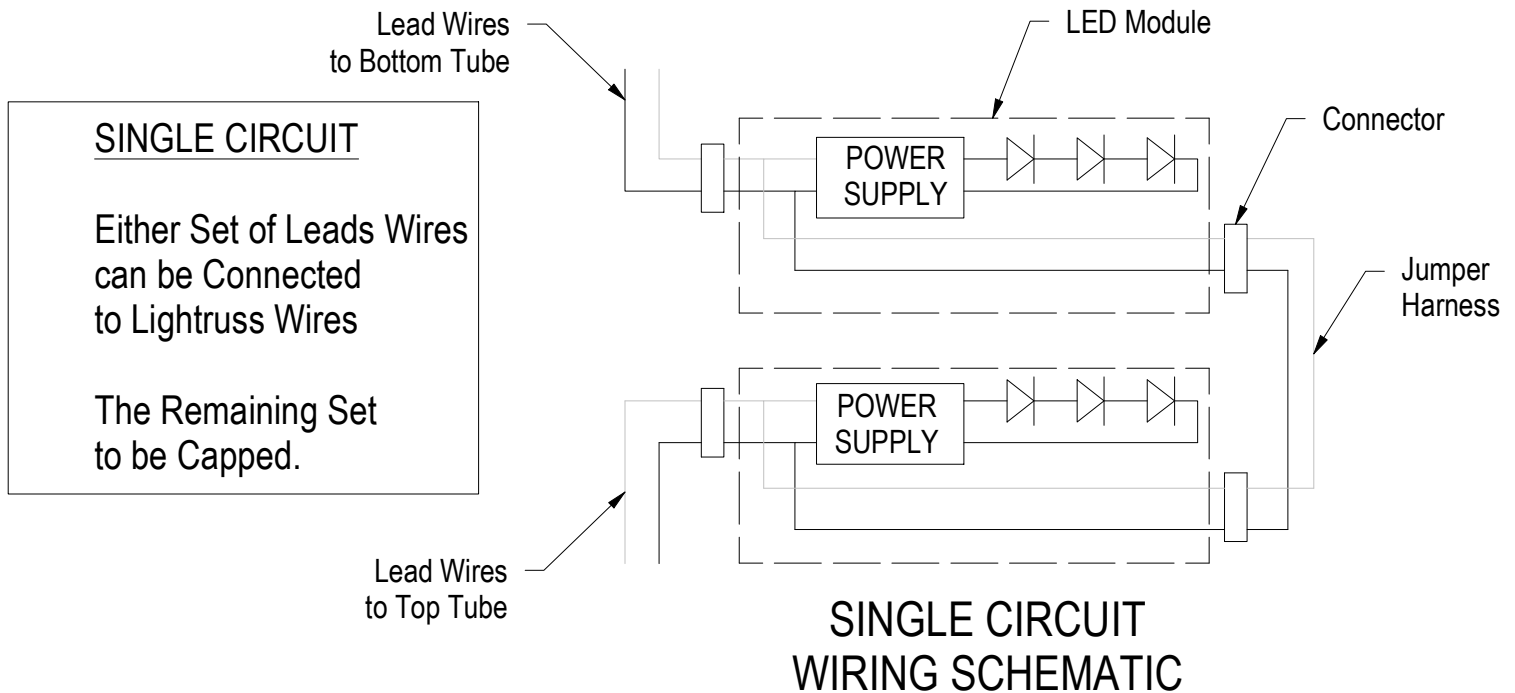 Lead Wires
to Bottom Tube
LED Module
Connector
SINGLE CIRCUIT
Either Set of Leads Wires
can be Connected
to Lightruss Wires
The Remaining Set
to be Capped.
POWER
SUPPLY
Jumper
Harness
POWER
SUPPLY
Lead Wires
to Top Tube
SINGLE CIRCUIT
WIRING SCHEMATIC